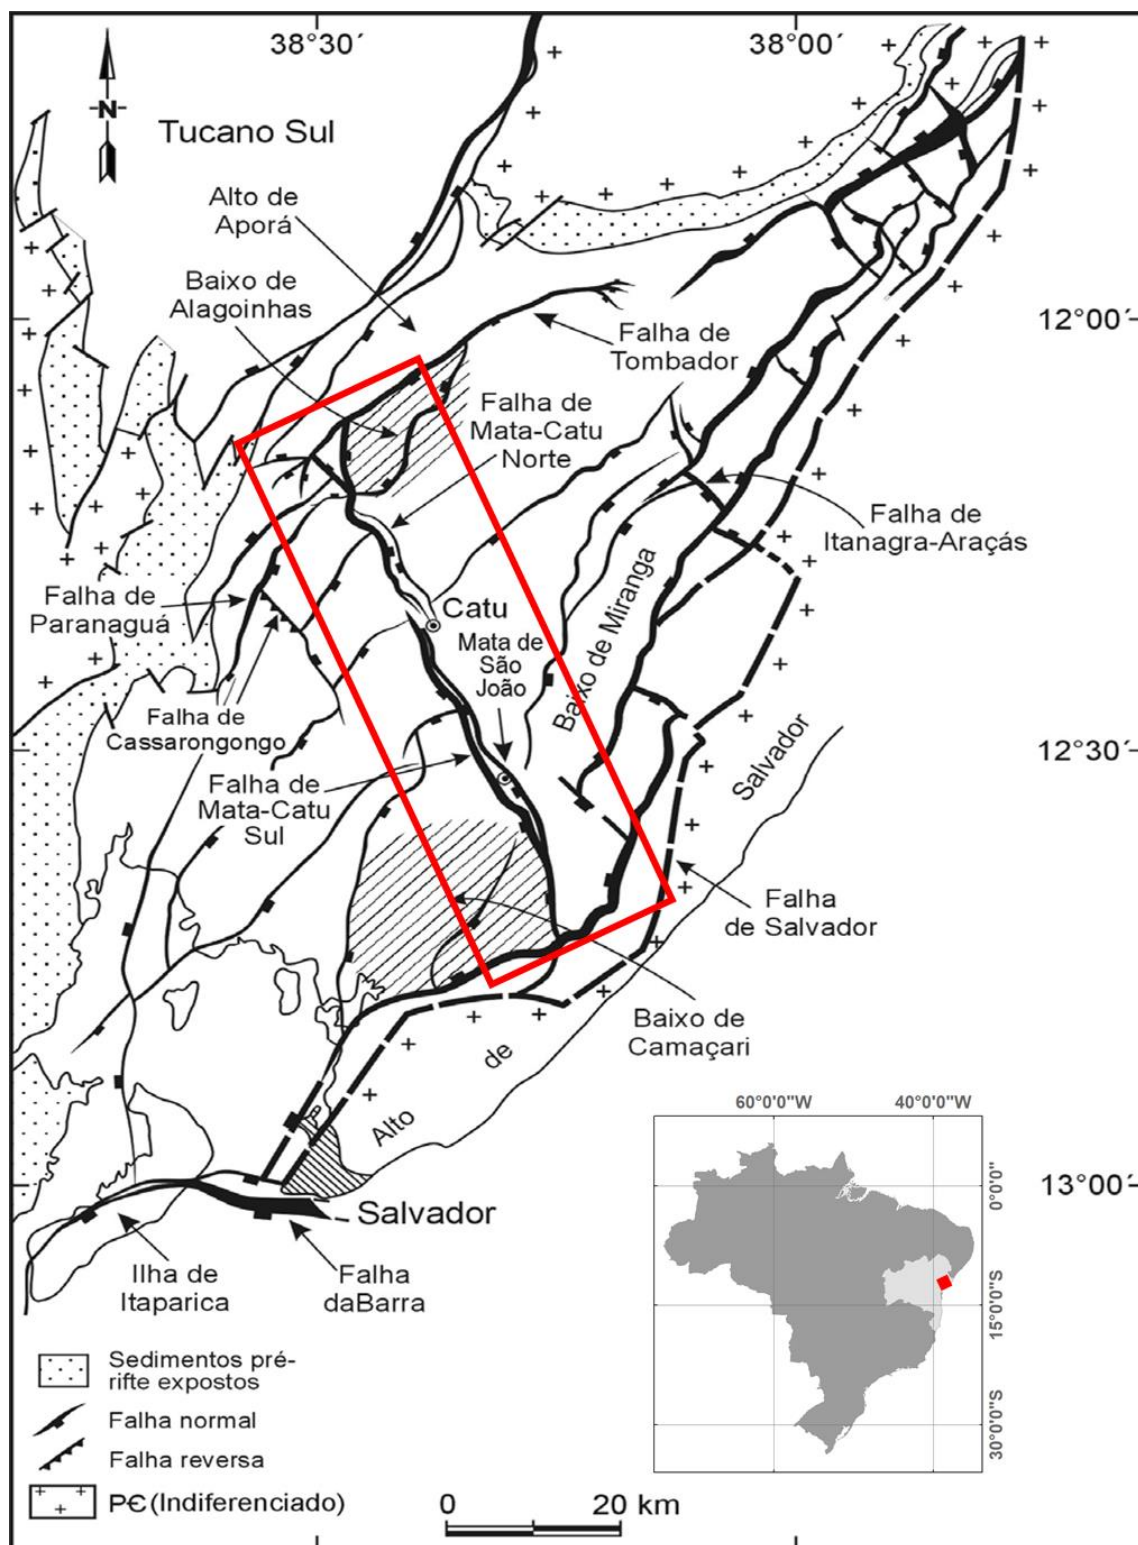 38°30´
38°00´
N
Tucano Sul
Alto de
Aporá
Baixo de
Alagoinhas
12°00´
Falha de
Tombador
Falha de
Mata-Catu
Norte
Falha de
Itanagra-Araçás
Falha de
Paranaguá
Catu
Mata de
São
João
Baixo de Miranga
Falha de
Cassarongongo
12°30´
Salvador
Falha de
Mata-Catu
Sul
Falha
de Salvador
Baixo de
Camaçari
de
Alto
60°0'0"W
40°0'0"W
0°0'0"
15°0'0"S
30°0'0"S
13°00´
Salvador
Ilha de
Itaparica
Falha
daBarra
Sedimentos pré-
rifte expostos
Falha normal
Falha reversa
P-Є (Indiferenciado)
0
20 km